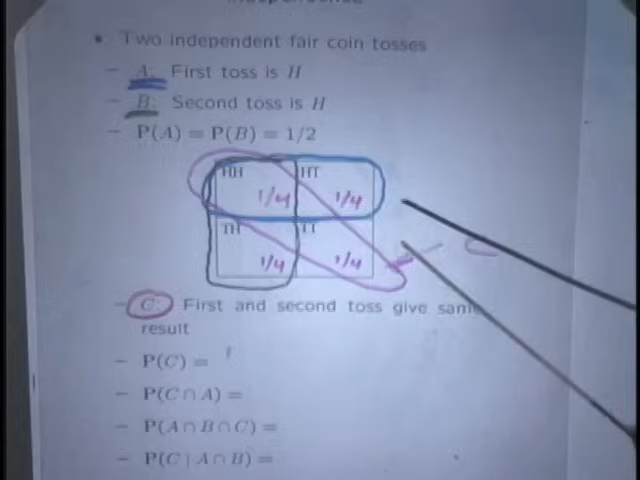 • Two independent fair coin tosses
– A: First toss is H
– B: Second toss is H
– P(A) = P(B) = 1/2
HH HT
1/4 1/4
TH TT
1/4 1/4
C
– C: First and second toss give same
result
– P(C) =
– P(C ∩ A) =
– P(A ∩ B ∩ C) =
– P(C | A ∩ B) =